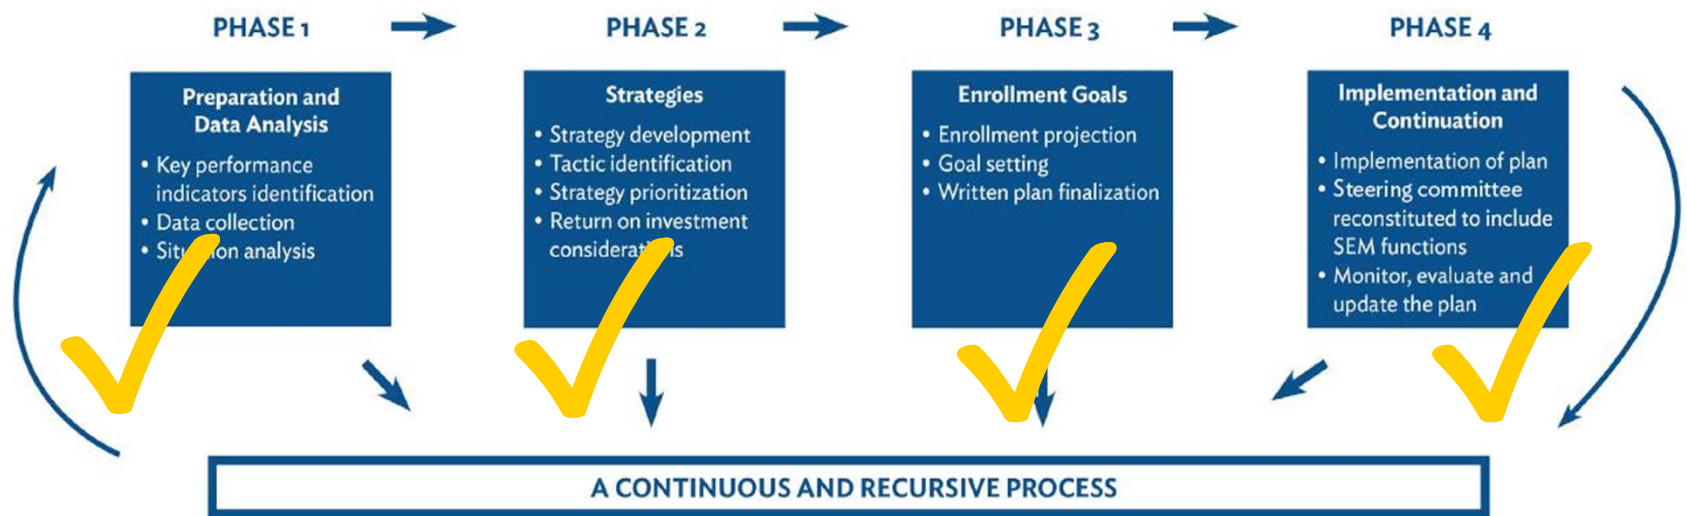 PHASE 1
PHASE 2
PHASE 3
PHASE 4
Preparation and
Data Analysis
• Key performance
indicators identification
• Data collection
• Situation analysis
Strategies
• Strategy development
• Tactic identification
• Strategy prioritization
• Return on investment
considerations
Enrollment Goals
• Enrollment projection
• Goal setting
• Written plan finalization
Implementation and
Continuation
• Implementation of plan
• Steering committee
reconstituted to include
SEM functions
• Monitor, evaluate and
update the plan
A CONTINUOUS AND RECURSIVE PROCESS